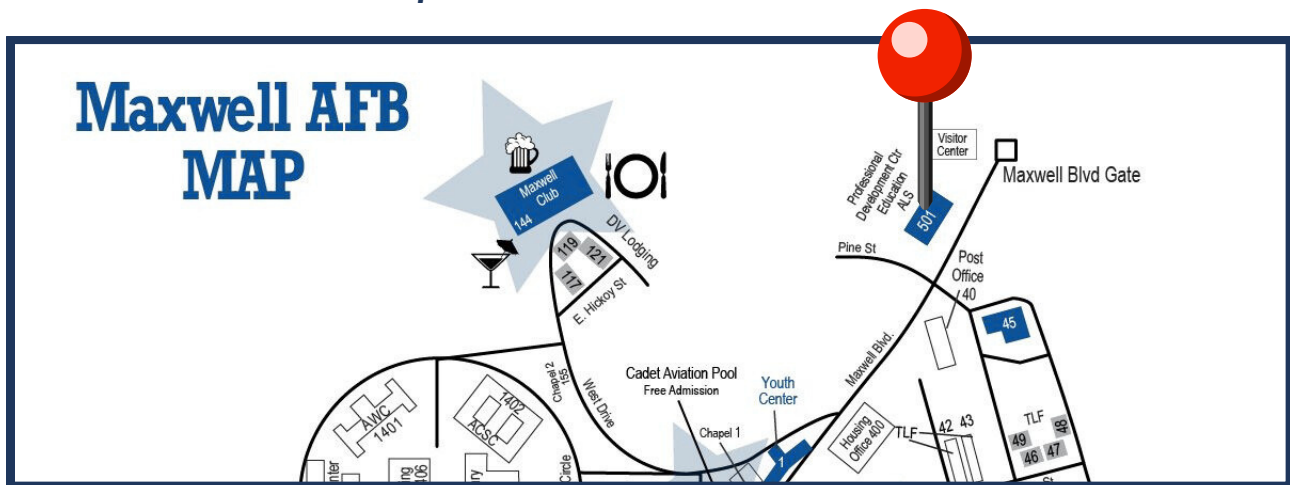 Maxwell AFB
MAP
Maxwell
Club
144
DV Lodging
119
121
117
E. Hickoy St
Professional
Development Ctr
Education
ALS
501
Visitor
Center
Maxwell Blvd Gate
Pine St
Post
Office
40
45
Maxwell Blvd.
Chapel 2
155
West Drive
Cadet Aviation Pool
Free Admission
Youth
Center
1
Chapel 1
Housing
Office 400
TLF
42 43
TLF
49
48
46
47
AWC
1401
1402
ACSC
Circle